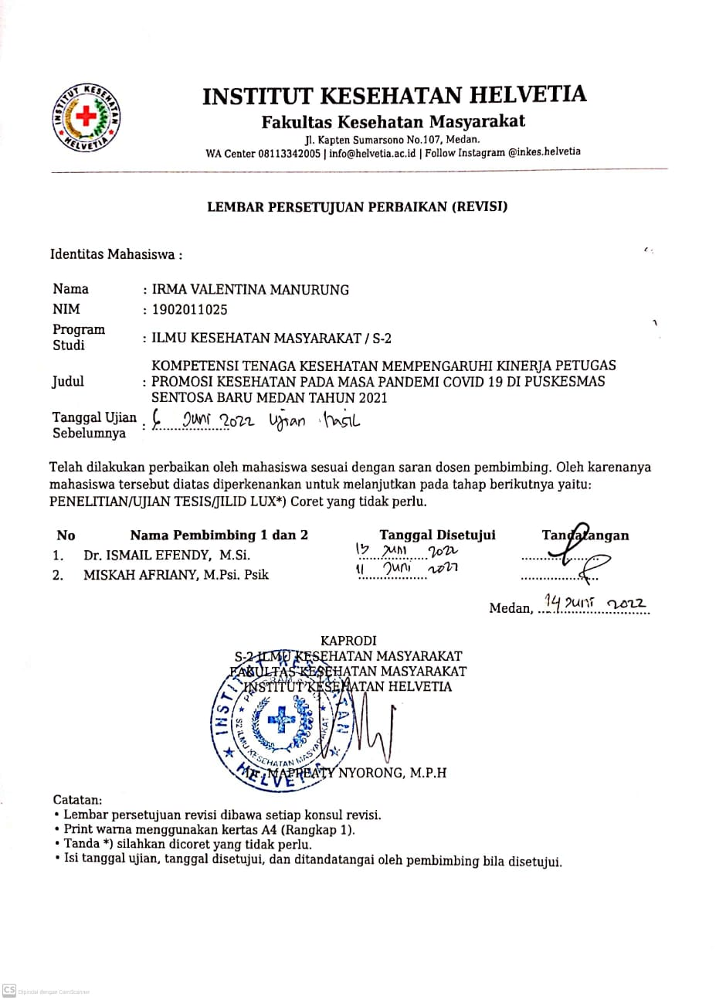 INSTITUT KESEHATAN HELVETIA
INSTITUT KESEHATAN HELVETIA
Fakultas Kesehatan Masyarakat
Jl. Kapten Sumarsono No.107, Medan.
WA Center 08113342005 | info@helvetia.ac.id | Follow Instagram @inkes.helvetia
LEMBAR PERSETUJUAN PERBAIKAN (REVISI)
Identitas Mahasiswa :
Nama : IRMA VALENTINA MANURUNG
NIM : 1902011025
Program Studi : ILMU KESEHATAN MASYARAKAT / S-2
Judul : KOMPETENSI TENAGA KESEHATAN MEMPENGARUHI KINERJA PETUGAS
PROMOSI KESEHATAN PADA MASA PANDEMI COVID 19 DI PUSKESMAS
SENTOSA BARU MEDAN TAHUN 2021
Tanggal Ujian Sebelumnya : 6 Juni 2022 Ujian Hasil
Telah dilakukan perbaikan oleh mahasiswa sesuai dengan saran dosen pembimbing. Oleh karenanya
mahasiswa tersebut diatas diperkenankan untuk melanjutkan pada tahap berikutnya yaitu:
PENELITIAN/UJIAN TESIS/JILID LUX*) Coret yang tidak perlu.
No Nama Pembimbing 1 dan 2 Tanggal Disetujui Tandatangan
1. Dr. ISMAIL EFENDY, M.Si. Juni 2022
2. MISKAH AFRIANY, M.Psi. Psik 11 Juni 2022
Medan, 14 Juni 2022
KAPRODI
S-2 ILMU KESEHATAN MASYARAKAT
FAKULTAS KESEHATAN MASYARAKAT
INSTITUT KESEHATAN HELVETIA
INSTITUT KESEHATAN HELVETIA
S2 ILMU KESEHATAN MASYARAKAT
MAPPEATY NYORONG, M.P.H
Catatan:
• Lembar persetujuan revisi dibawa setiap konsul revisi.
• Print warna menggunakan kertas A4 (Rangkap 1).
• Tanda *) silahkan dicoret yang tidak perlu.
• Isi tanggal ujian, tanggal disetujui, dan ditandatangai oleh pembimbing bila disetujui.
CS Dipindai dengan CamScanner